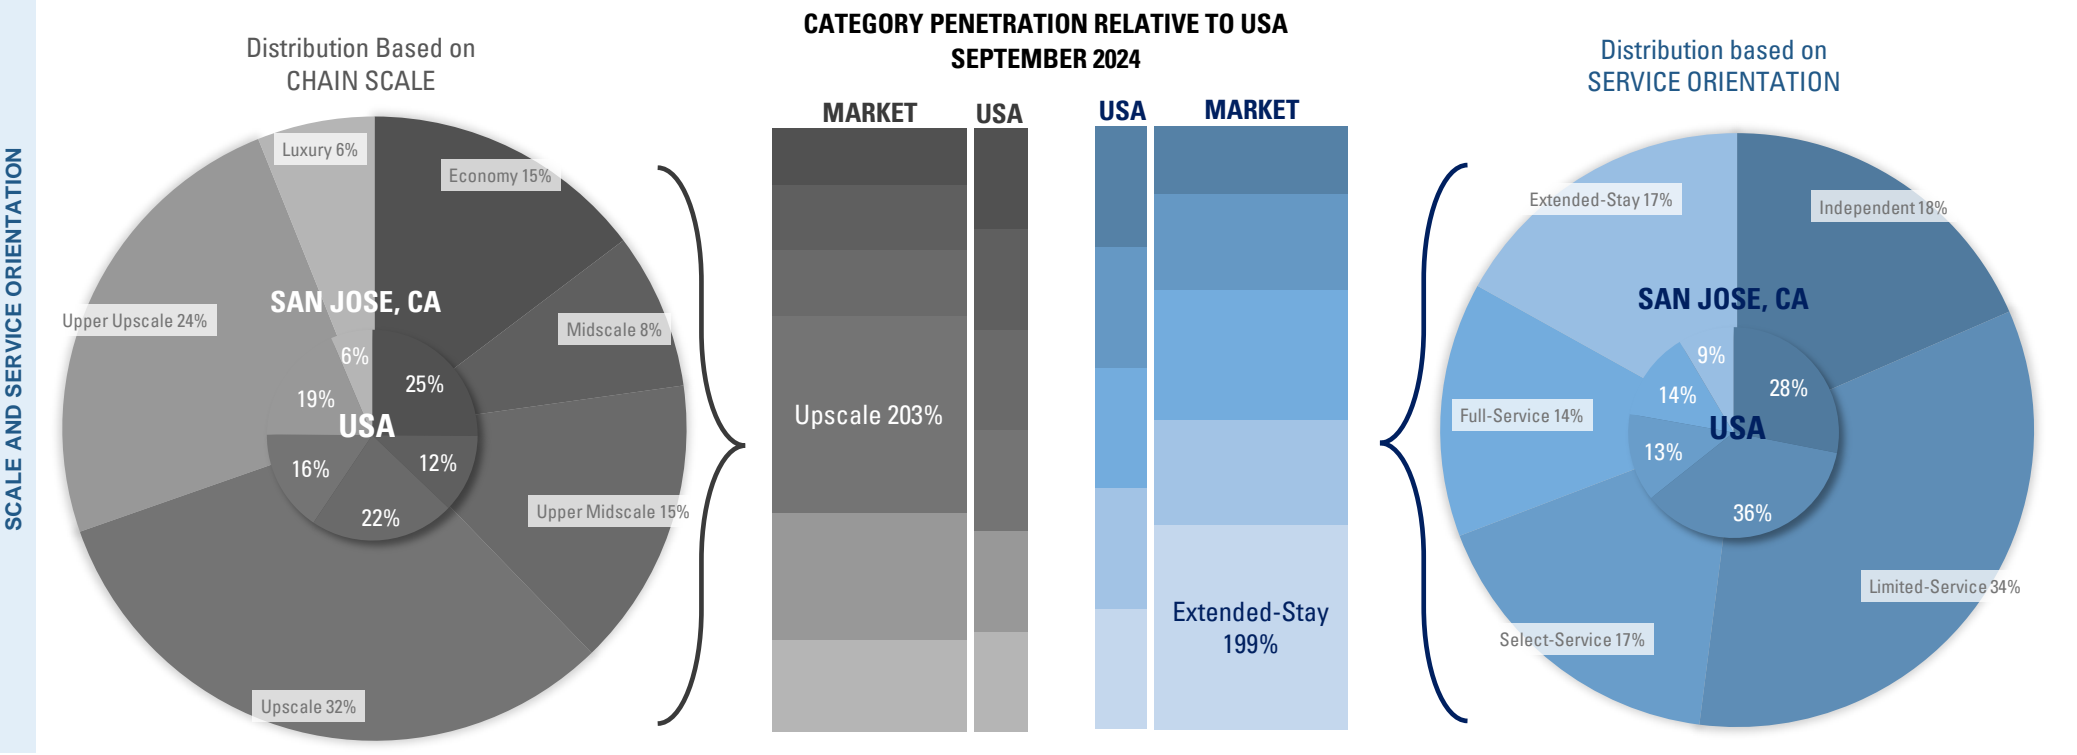 SCALE AND SERVICE ORIENTATION
Distribution Based on
CHAIN SCALE
Luxury 6%
Economy 15%
Midscale 8%
Upper Midscale 15%
Upscale 32%
Upper Upscale 24%
SAN JOSE, CA
6%
25%
19%
USA
16%
12%
22%
CATEGORY PENETRATION RELATIVE TO USA
SEPTEMBER 2024
MARKET
USA
Upscale 203%
USA
MARKET
Extended-Stay
199%
Distribution based on
SERVICE ORIENTATION
Extended-Stay 17%
Independent 18%
SAN JOSE, CA
9%
28%
14%
Full-Service 14%
USA
13%
36%
Limited-Service 34%
Select-Service 17%